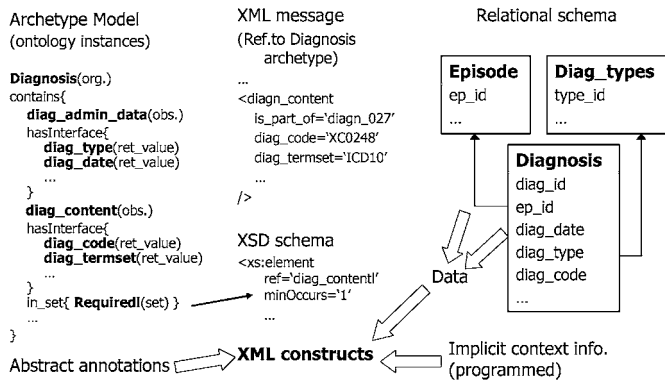 Archetype Model
(ontology instances)
Diagnosis(org.)
contains{
diag_admin_data(obs.)
hasInterface{
diag_type(ret_value)
diag_date(ret_value)
...
}
diag_content(obs.)
hasInterface{
diag_code(ret_value)
diag_termset(ret_value)
...
}
in_set{ RequiredI(set) }
...
}
Abstract annotations
XML message
(Ref.to Diagnosis
archetype)
...
<diagn_content
is_part_of=‘diagn_027’
diag_code=‘XC0248’
diag_termset=‘ICD10’
...
/>
XSD schema
<xs:element
ref=‘diag_contentI’
minOccurs=‘1’
...
XML constructs
Relational schema
Episode
ep_id
...
Diag_types
type_id
...
Diagnosis
diag_id
ep_id
diag_date
diag_type
diag_code
...
Data
Implicit context info.
(programmed)